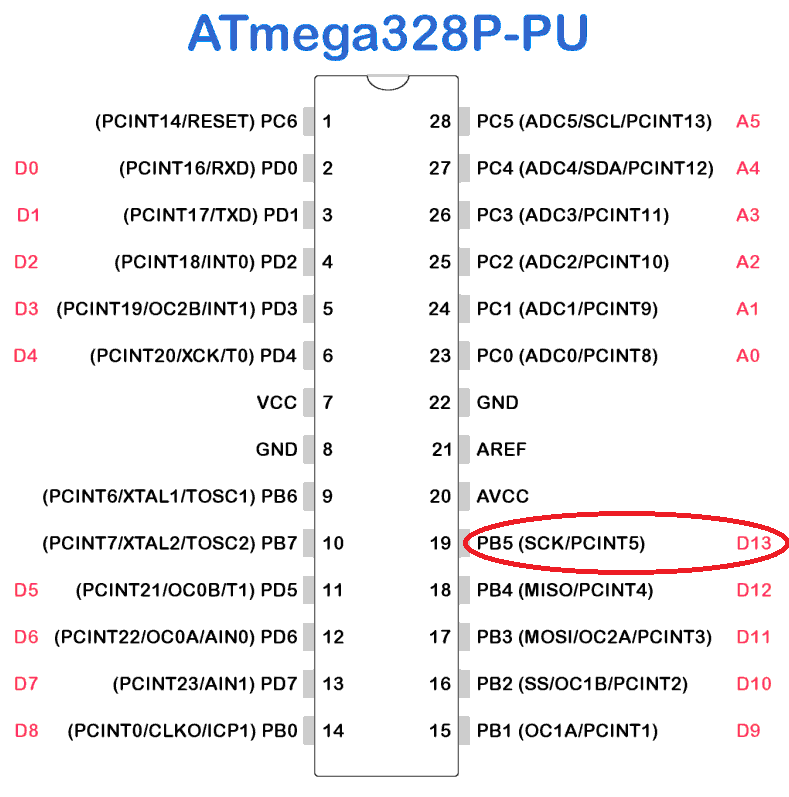 ATmega328P-PU
(PCINT14/RESET) PC6 1 28 PC5 (ADC5/SCL/PCINT13) A5
D0 (PCINT16/RXD) PD0 2 27 PC4 (ADC4/SDA/PCINT12) A4
D1 (PCINT17/TXD) PD1 3 26 PC3 (ADC3/PCINT11) A3
D2 (PCINT18/INT0) PD2 4 25 PC2 (ADC2/PCINT10) A2
D3 (PCINT19/OC2B/INT1) PD3 5 24 PC1 (ADC1/PCINT9) A1
D4 (PCINT20/XCK/T0) PD4 6 23 PC0 (ADC0/PCINT8) A0
VCC 7 22 GND
GND 8 21 AREF
(PCINT6/XTAL1/TOSC1) PB6 9 20 AVCC
(PCINT7/XTAL2/TOSC2) PB7 10 19 PB5 (SCK/PCINT5) D13
D5 (PCINT21/OC0B/T1) PD5 11 18 PB4 (MISO/PCINT4) D12
D6 (PCINT22/OC0A/AIN0) PD6 12 17 PB3 (MOSI/OC2A/PCINT3) D11
D7 (PCINT23/AIN1) PD7 13 16 PB2 (SS/OC1B/PCINT2) D10
D8 (PCINT0/CLKO/ICP1) PB0 14 15 PB1 (OC1A/PCINT1) D9